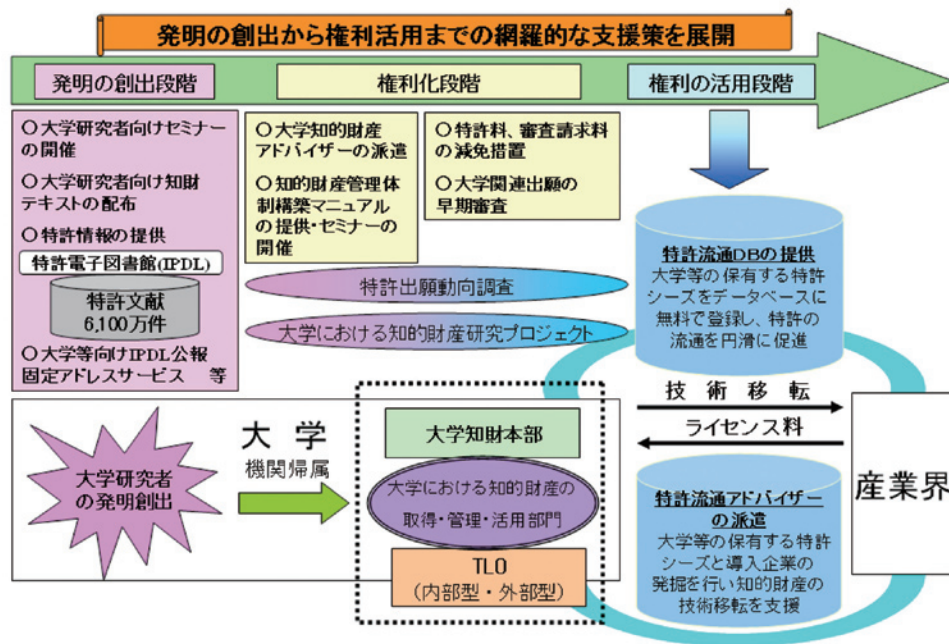 発明の創出から権利活用までの網羅的な支援策を展開
発明の創出段階
権利化段階
権利の活用段階
○大学研究者向けセミナー
の開催
○大学研究者向け知財
テキストの配布
○特許情報の提供
特許電子図書館(IPDL)
特許文献
6,100万件
○大学等向けIPDL公報
固定アドレスサービス 等
○大学知的財産
アドバイザーの派遣
○知的財産管理体
制構築マニュアル
の提供・セミナーの
開催
○特許料、審査請求料
の減免措置
○大学関連出願の
早期審査
特許出願動向調査
大学における知的財産研究プロジェクト
特許流通DBの提供
大学等の保有する特許
シーズをデータベースに
無料で登録し、特許の
流通を円滑に促進
大学研究者
の発明創出
大 学
機関帰属
大学知財本部
大学における知的財産の
取得・管理・活用部門
TLO
(内部型・外部型)
技 術 移 転
ライセンス料
産業界
特許流通アドバイザー
の派遣
大学等の保有する特許
シーズと導入企業の
発掘を行い知的財産の
技術移転を支援